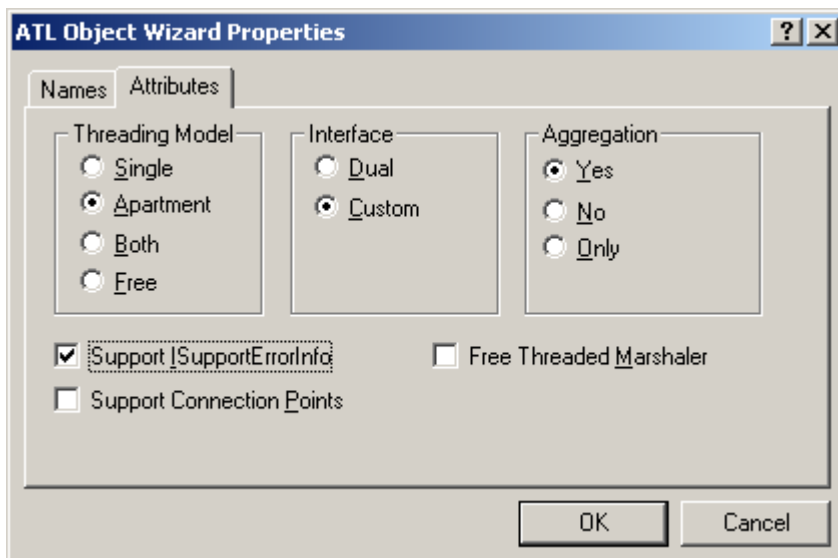 ATL Object Wizard Properties
Names
Attributes
Threading Model
Single
Apartment
Both
Free
Interface
Dual
Custom
Aggregation
Yes
No
Only
Support ISupportErrorInfo
Free Threaded Marshaler
Support Connection Points
OK
Cancel